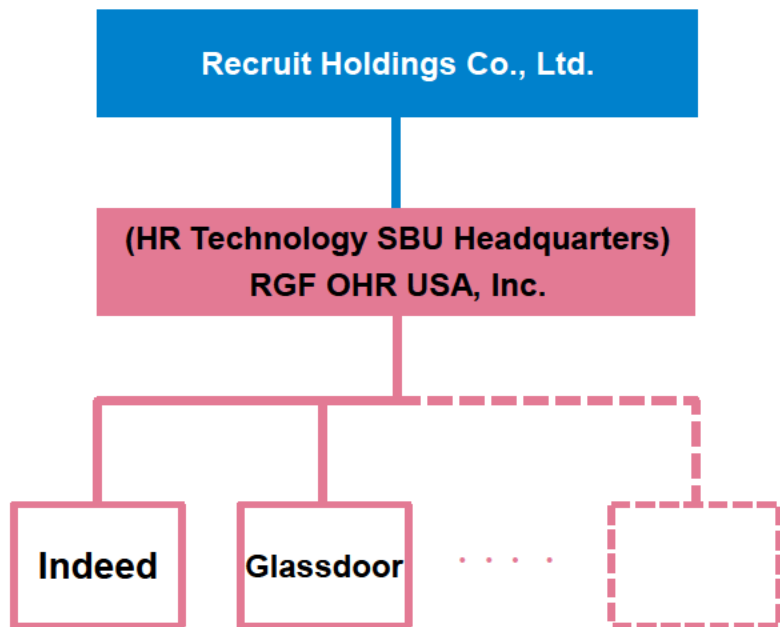 Recruit Holdings Co., Ltd.
(HR Technology SBU Headquarters)
RGF OHR USA, Inc.
Indeed
Glassdoor
. . . .